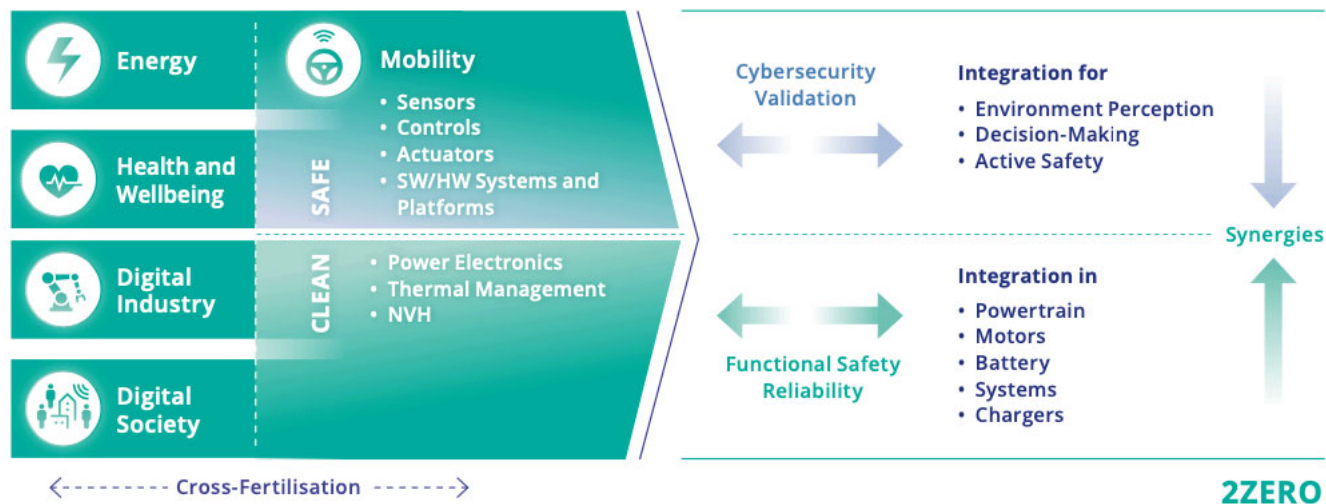 Energy
Health and
Wellbeing
Digital
Industry
Digital
Society
Mobility
• Sensors
• Controls
• Actuators
• SW/HW Systems and
Platforms
SAFE
CLEAN
• Power Electronics
• Thermal Management
• NVH
Cross-Fertilisation
Cybersecurity
Validation
Integration for
• Environment Perception
• Decision-Making
• Active Safety
Synergies
Functional Safety
Reliability
Integration in
• Powertrain
• Motors
• Battery
• Systems
• Chargers
2ZERO